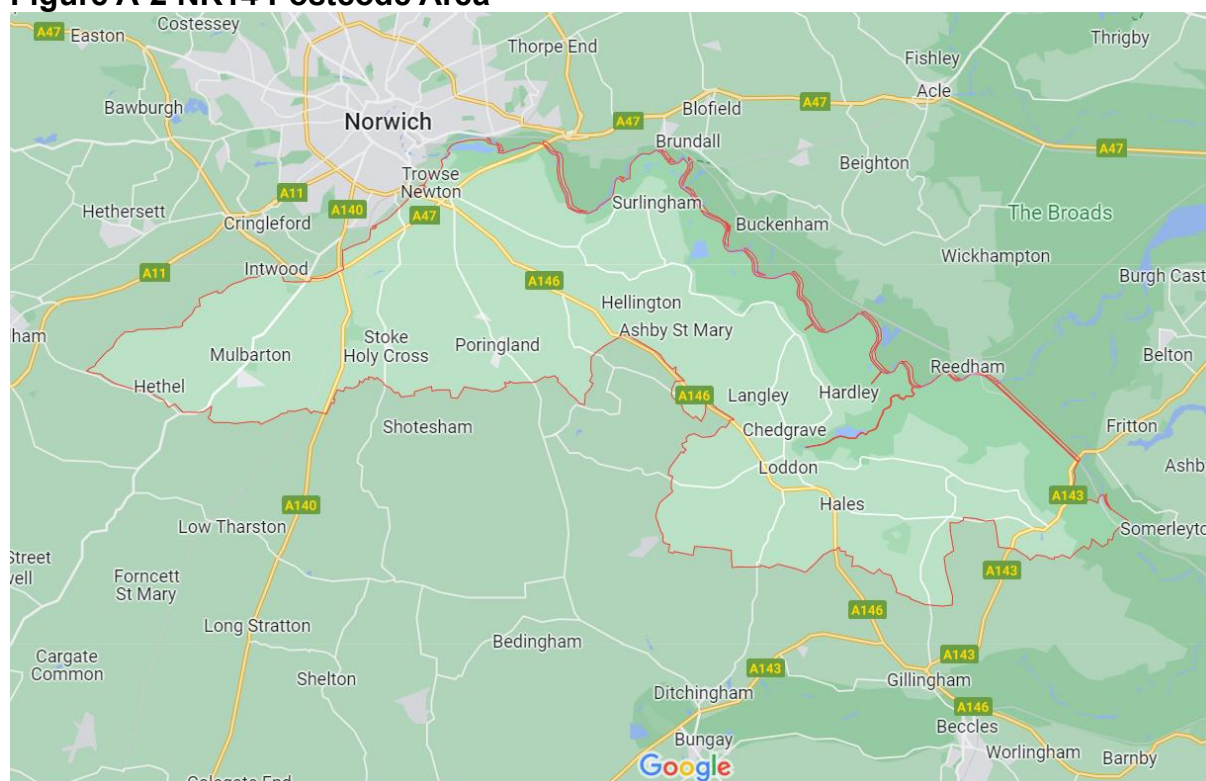 Figure A-2 NR14 Postcode Area
A47
Easton
Costessey
Thorpe End
Thrigby
Fishley
Acle
Bawburgh
Norwich
Blofield
A47
A47
Brundall
Beighton
A47
Trowse
Newton
A11
Hethersett
A140
Cringleford
A47
Surlingham
Buckenham
The Broads
Wickhampton
A11
Intwood
A146
Burgh Cast
Hellington
ham
Stoke
Holy Cross
Poringland
Ashby St Mary
Mulbarton
Reedham
Belton
Hethel
A146
Langley
Hardley
Shotesham
Chedgrave
Fritton
Loddon
Ashb
A140
Hales
A143
Low Tharston
Somerleyto
Street
well
Forncett
St Mary
A143
A146
Long Stratton
Bedingham
Cargate
Common
Shelton
A143
A143
Ditchingham
Gillingham
A146
Beccles
Bungay
Worlingham
Barnby
Google